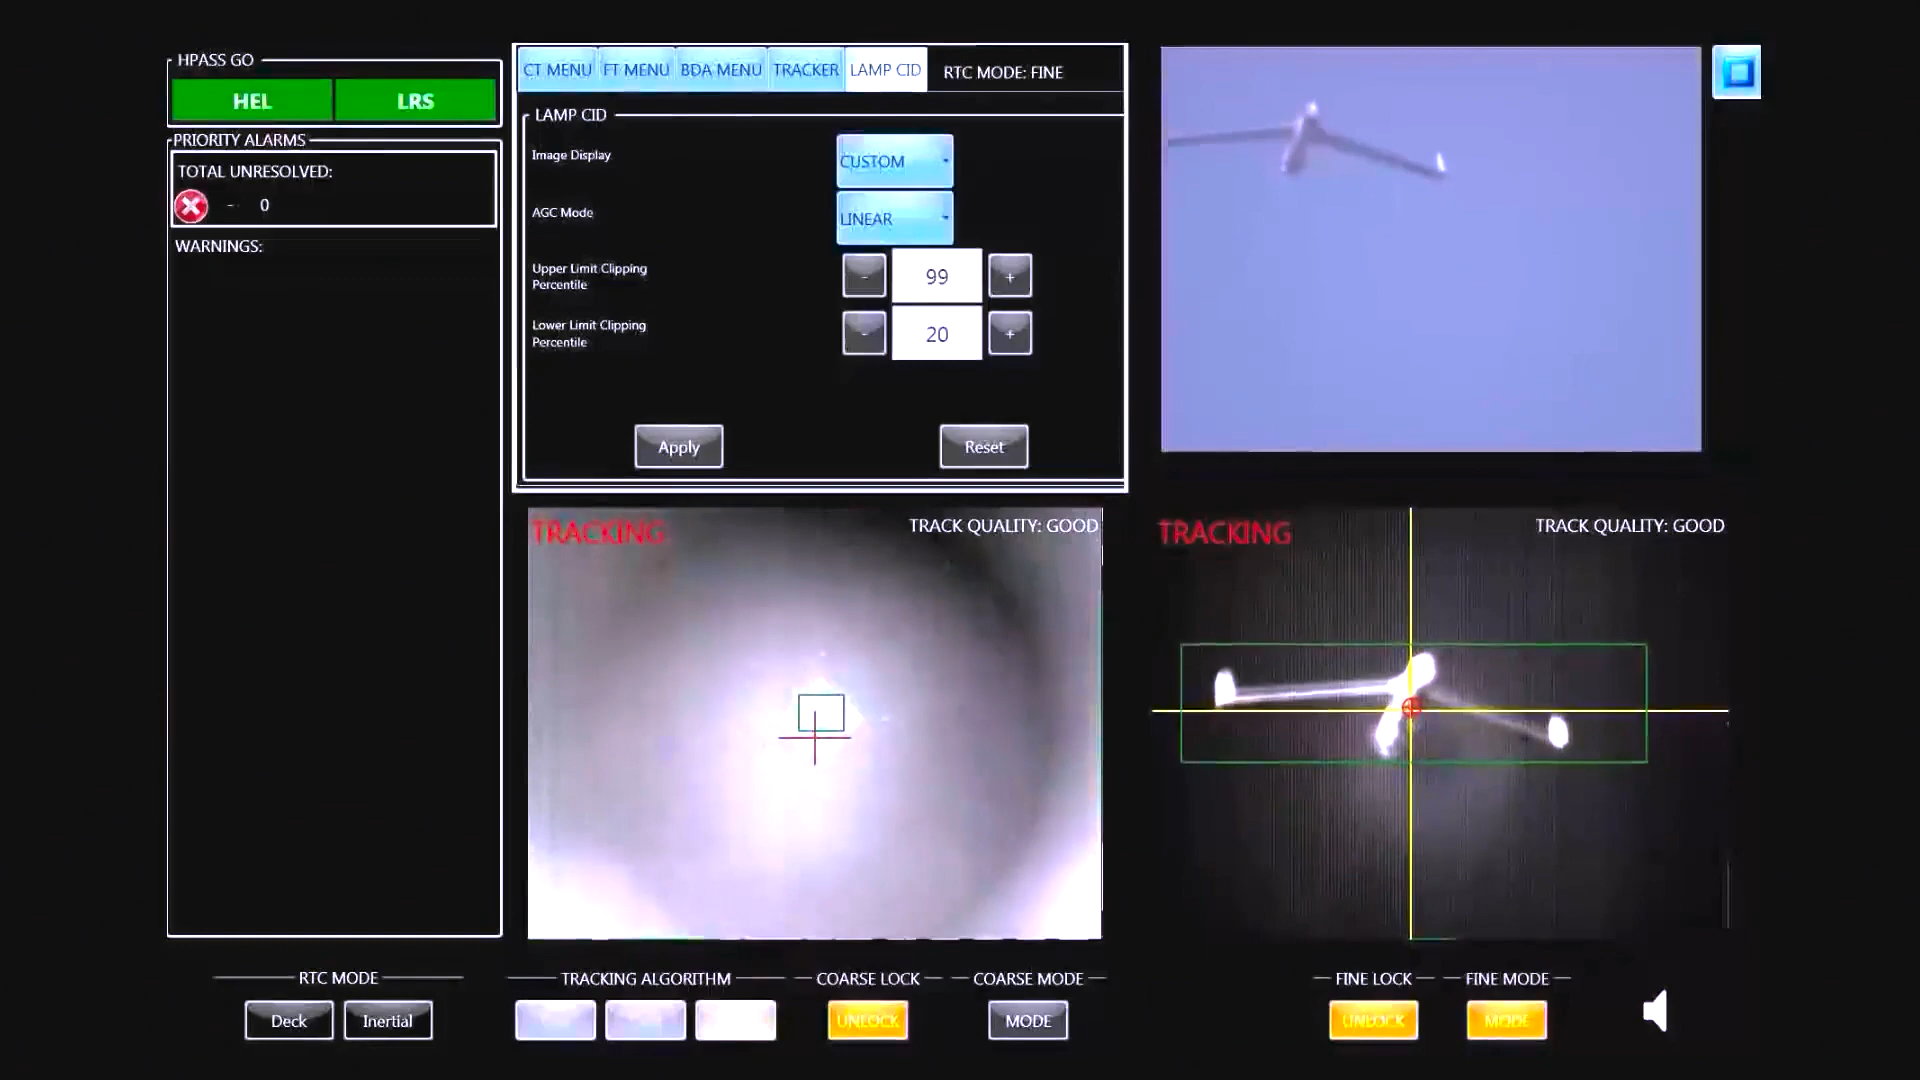 HPASS GO
HEL
LRS
PRIORITY ALARMS
TOTAL UNRESOLVED:
- 0
WARNINGS:
CT MENU
FT MENU
BDA MENU
TRACKER
LAMP CID
RTC MODE: FINE
LAMP CID
Image Display
CUSTOM
AGC Mode
LINEAR
Upper Limit Clipping
Percentile
- 99 +
Lower Limit Clipping
Percentile
- 20 +
Apply
Reset
TRACKING
TRACK QUALITY: GOOD
TRACKING
TRACK QUALITY: GOOD
RTC MODE
Deck
Inertial
TRACKING ALGORITHM
COARSE LOCK
UNLOCK
COARSE MODE
MODE
FINE LOCK
UNLOCK
FINE MODE
MODE